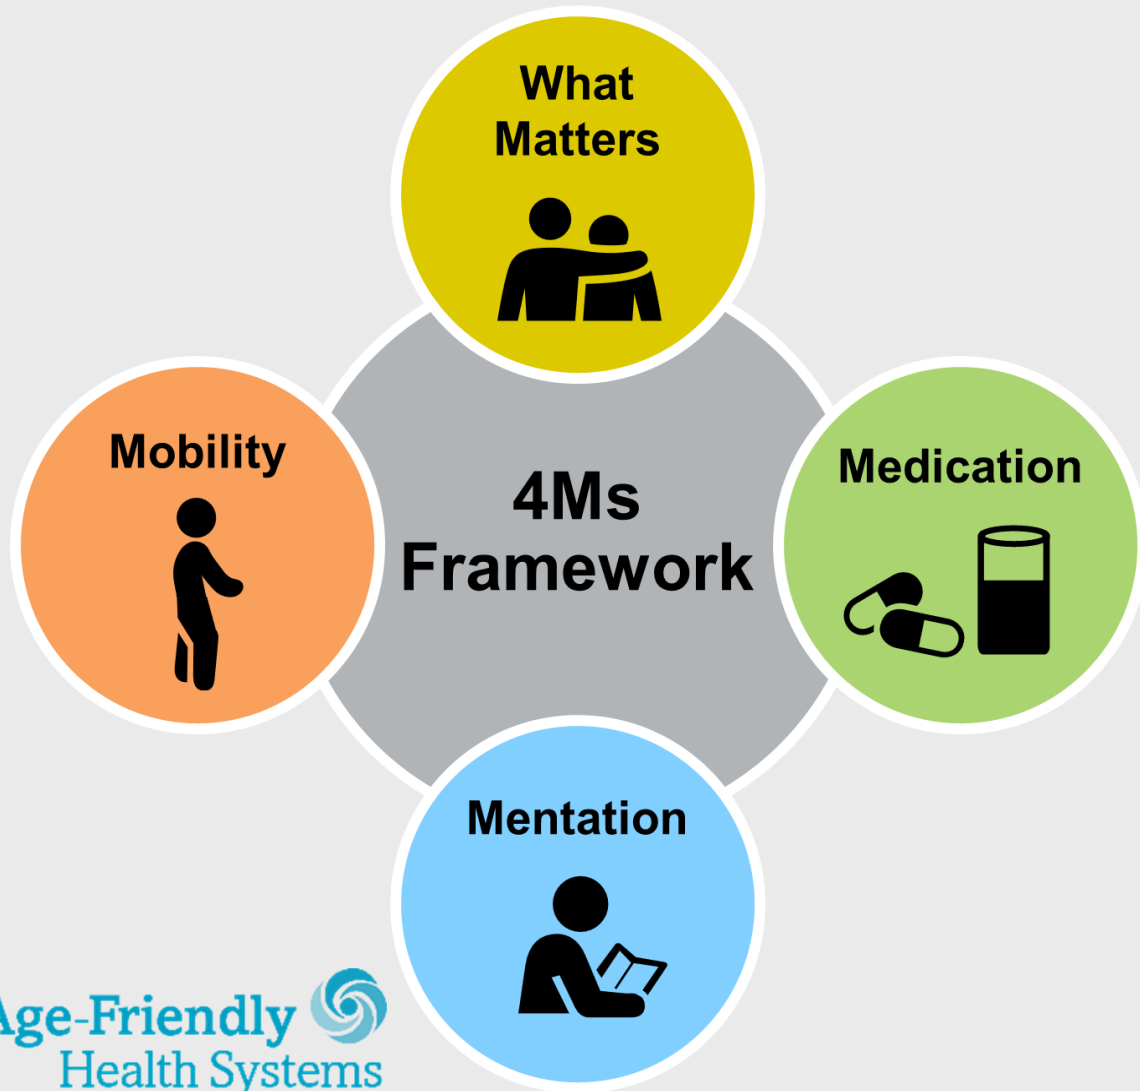 What
Matters
Mobility
4Ms
Framework
Medication
Mentation
Age-Friendly
Health Systems